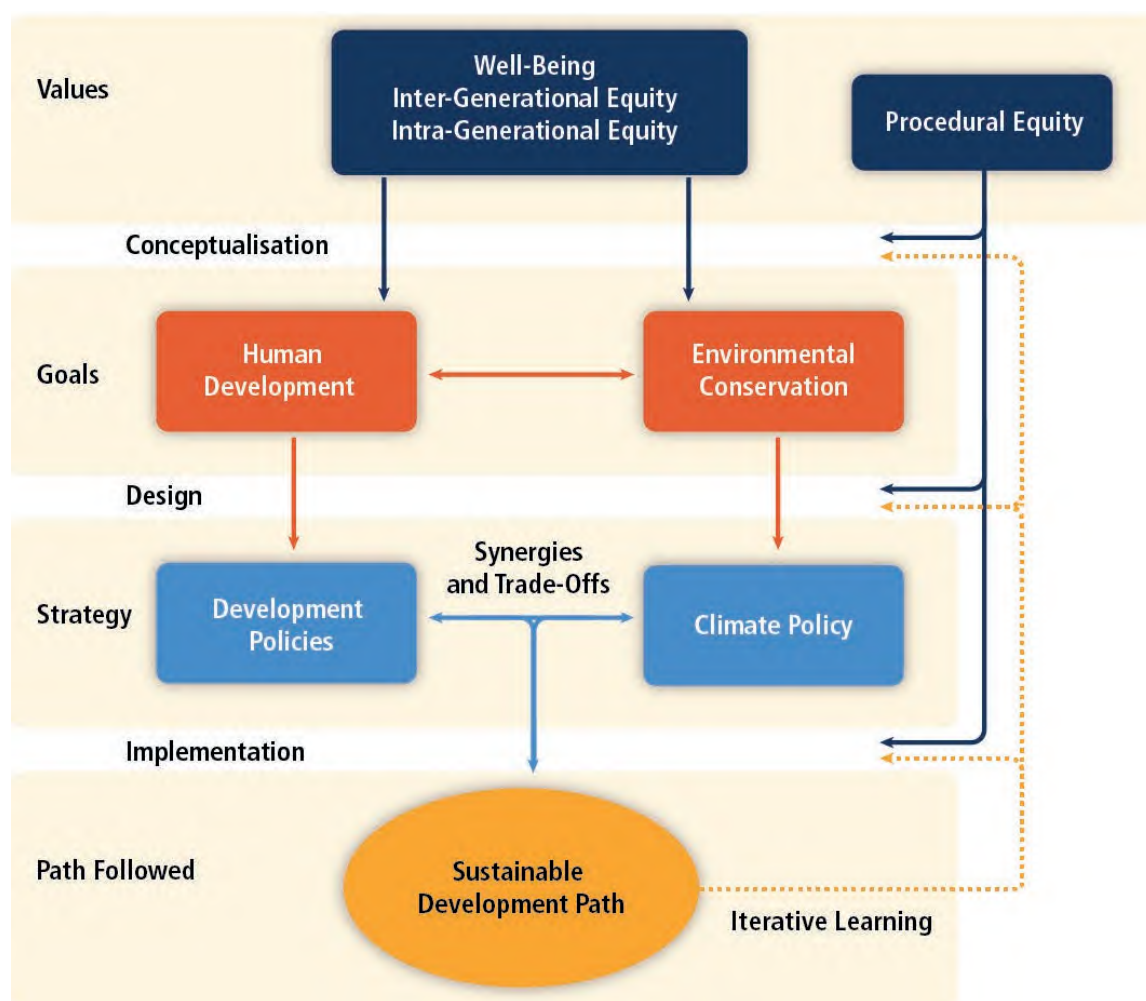 Values
Well-Being
Inter-Generational Equity
Intra-Generational Equity
Procedural Equity
Conceptualisation
Goals
Human
Development
Environmental
Conservation
Design
Strategy
Development
Policies
Synergies
and Trade-Offs
Climate Policy
Implementation
Path Followed
Sustainable
Development Path
Iterative Learning